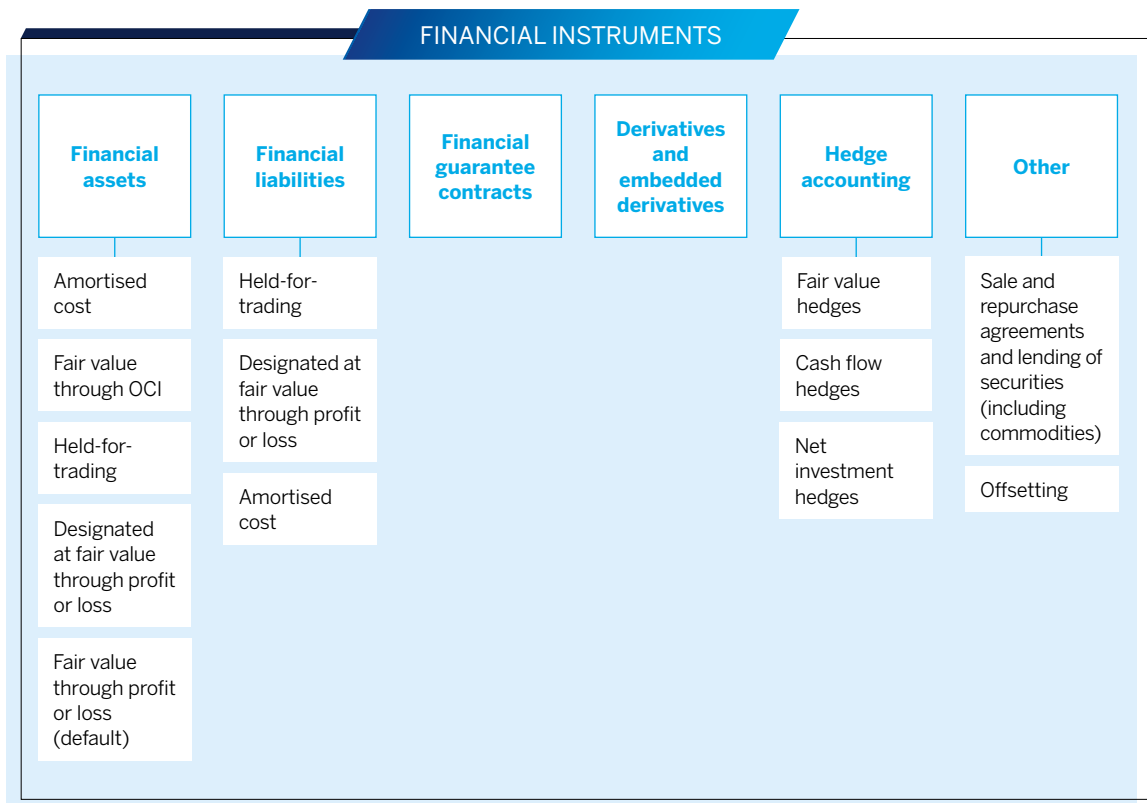 FINANCIAL INSTRUMENTS
Financial
assets
Amortised
cost
Fair value
through OCI
Held-for-
trading
Designated
at fair value
through profit
or loss
Fair value
through profit
or loss
(default)
Financial
liabilities
Held-for-
trading
Designated at
fair value
through profit
or loss
Amortised
cost
Financial
guarantee
contracts
Derivatives
and
embedded
derivatives
Hedge
accounting
Fair value
hedges
Cash flow
hedges
Net
investment
hedges
Other
Sale and
repurchase
agreements
and lending of
securities
(including
commodities)
Offsetting